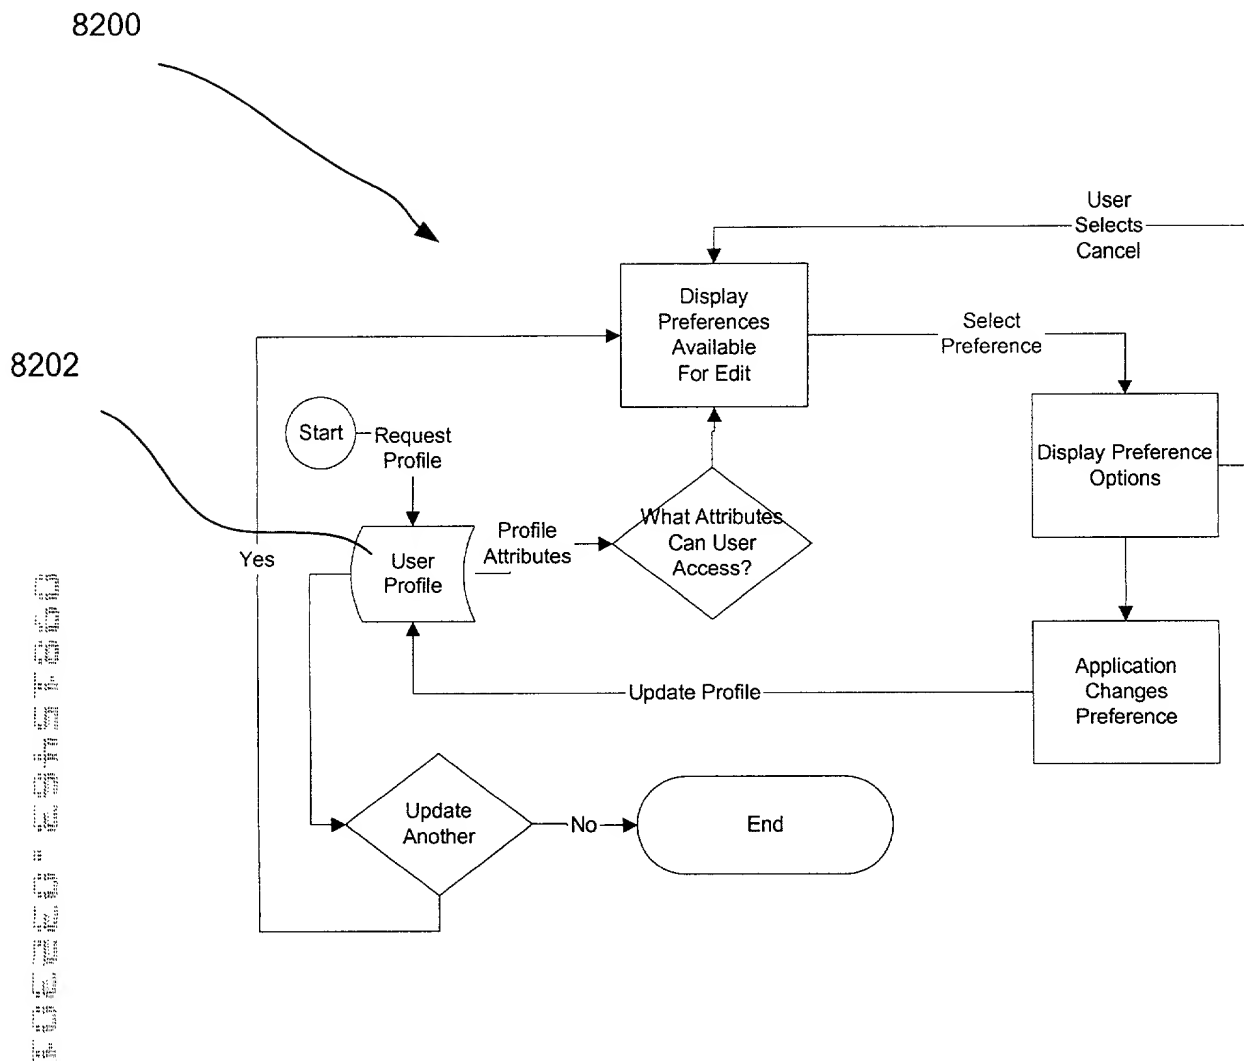 8200
User
Selects
Cancel
Display
Preferences
Available
For Edit
Select
Preference
8202
Start
Request
Profile
Display Preference
Options
What Attributes
Can User
Access?
Profile
Attributes
User
Profile
Yes
Application
Changes
Preference
Update Profile
Update
Another
No
End